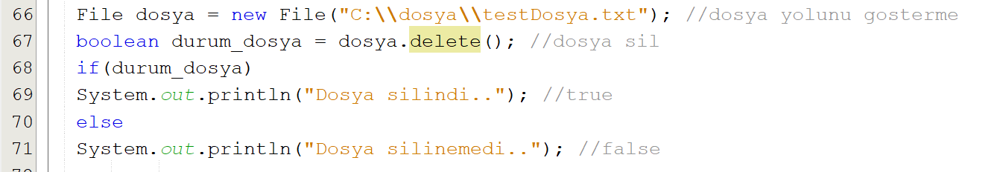 66 File dosya = new File("C:\\dosya\\testDosya.txt"); //dosya yolunu gosterme
67 boolean durum_dosya = dosya.delete(); //dosya sil
68 if(durum_dosya)
69 System.out.println("Dosya silindi.."); //true
70 else
71 System.out.println("Dosya silinemedi.."); //false